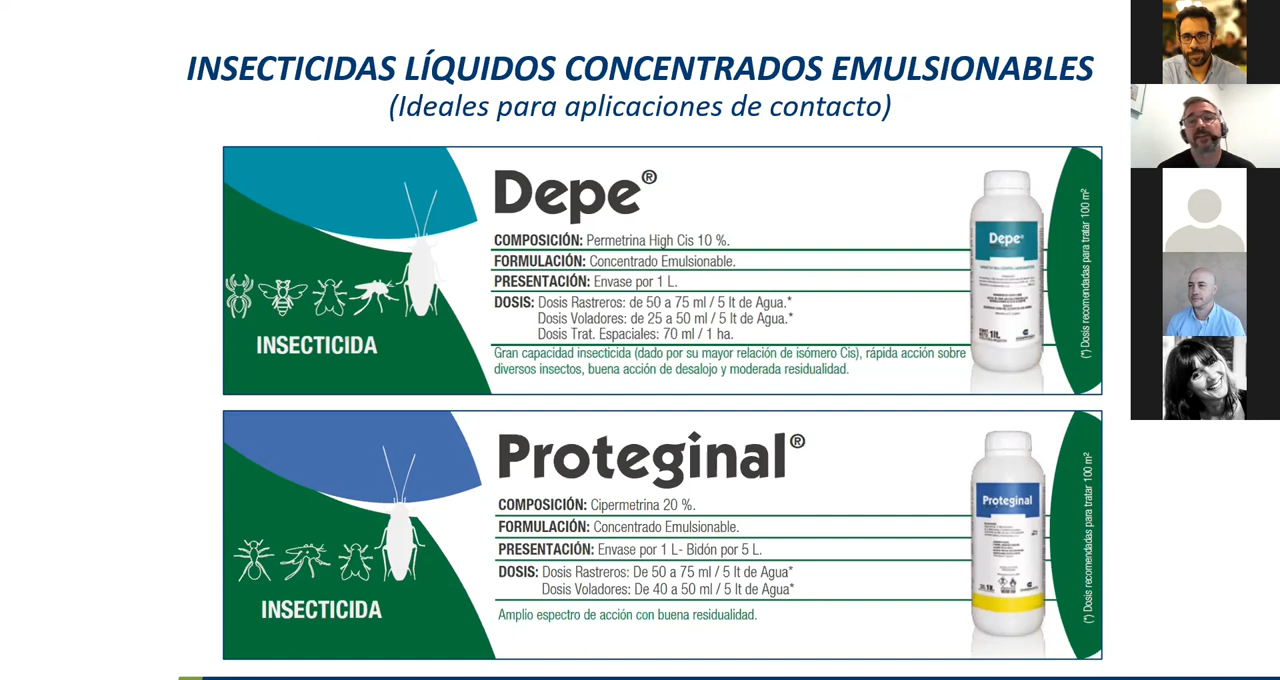 INSECTICIDAS LÍQUIDOS CONCENTRADOS EMULSIONABLES
(Ideales para aplicaciones de contacto)
INSECTICIDA
Depe®
COMPOSICIÓN: Permetrina High Cis 10 %.
FORMULACIÓN: Concentrado Emulsionable.
PRESENTACIÓN: Envase por 1 L.
DOSIS: Dosis Rastreros: de 50 a 75 ml / 5 lt de Agua.*
Dosis Voladores: de 25 a 50 ml / 5 lt de Agua.*
Dosis Trat. Espaciales: 70 ml / 1 ha.
Gran capacidad insecticida (dado por su mayor relación de isómero Cis), rápida acción sobre
diversos insectos, buena acción de desalojo y moderada residualidad.
Depe®
1lt.
(*) Dosis recomendadas para tratar 100 m²
INSECTICIDA
Proteginal®
COMPOSICIÓN: Cipermetrina 20 %.
FORMULACIÓN: Concentrado Emulsionable.
PRESENTACIÓN: Envase por 1 L- Bidón por 5 L.
DOSIS: Dosis Rastreros: De 50 a 75 ml / 5 lt de Agua*
Dosis Voladores: De 40 a 50 ml / 5 lt de Agua*
Amplio espectro de acción con buena residualidad.
Proteginal
(*) Dosis recomendadas para tratar 100 m²